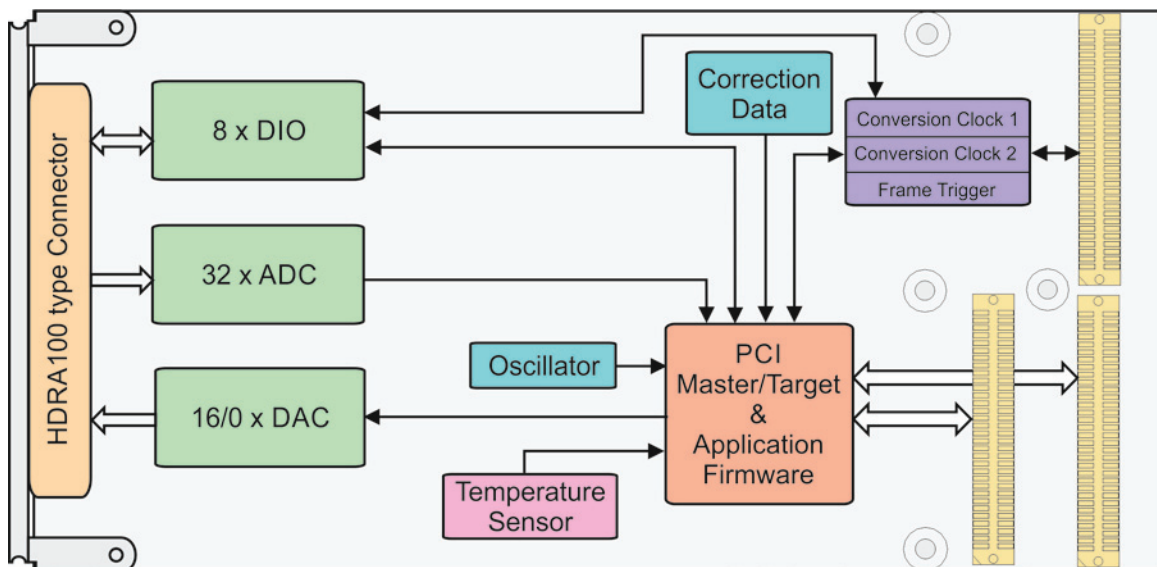 HDRA100 type Connector
8 x DIO
32 x ADC
16/0 x DAC
Correction
Data
Conversion Clock 1
Conversion Clock 2
Frame Trigger
Oscillator
Temperature
Sensor
PCI
Master/Target
&
Application
Firmware